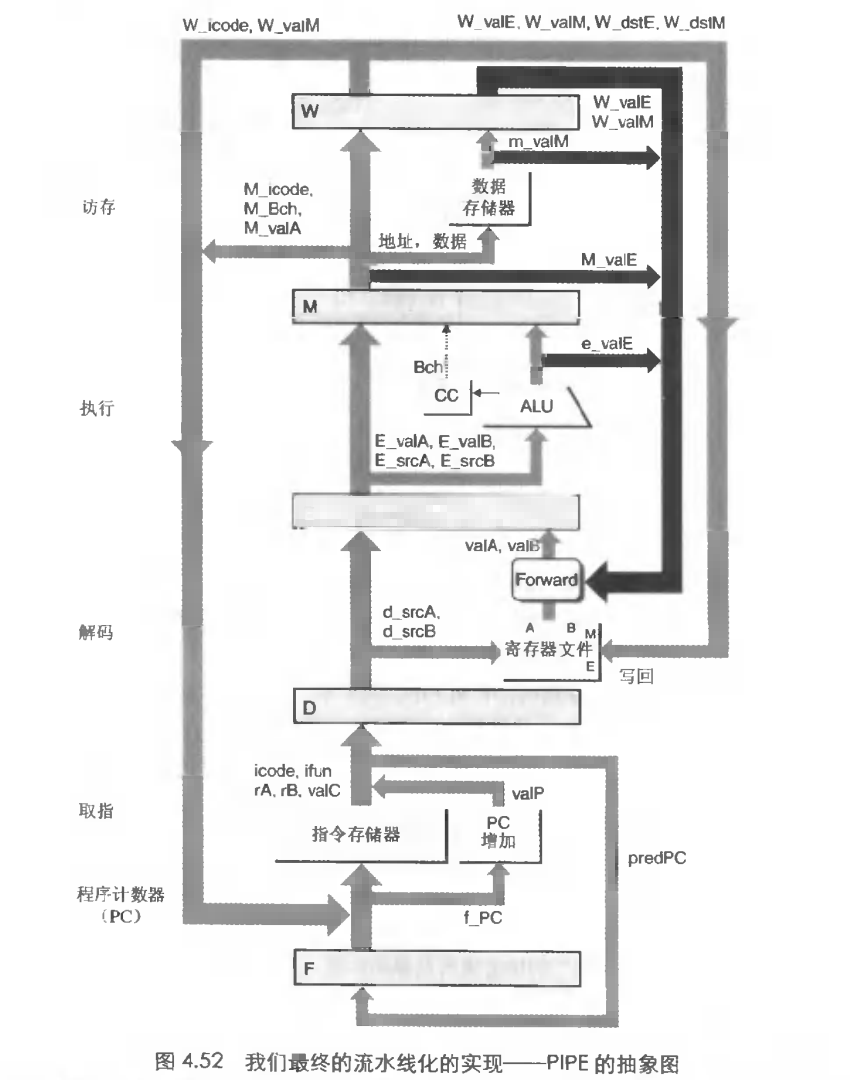 W_icode, W_valM
W_valE, W_valM, W_dstE, W_dstM
W
W_valE
W_valM
m_valM
数据
存储器
访存
M_icode,
M_Bch,
M_valA
地址，数据
M_valE
M
e_valE
Bch
CC
ALU
执行
E_valA, E_valB,
E_srcA, E_srcB
valA, valB
Forward
d_srcA,
d_srcB
A B M
寄存器文件
E
解码
写回
D
icode, ifun
rA, rB, valC
valP
取指
指令存储器
PC
增加
predPC
程序计数器
（PC）
f_PC
F
图 4.52 我们最终的流水线化的实现——PIPE 的抽象图